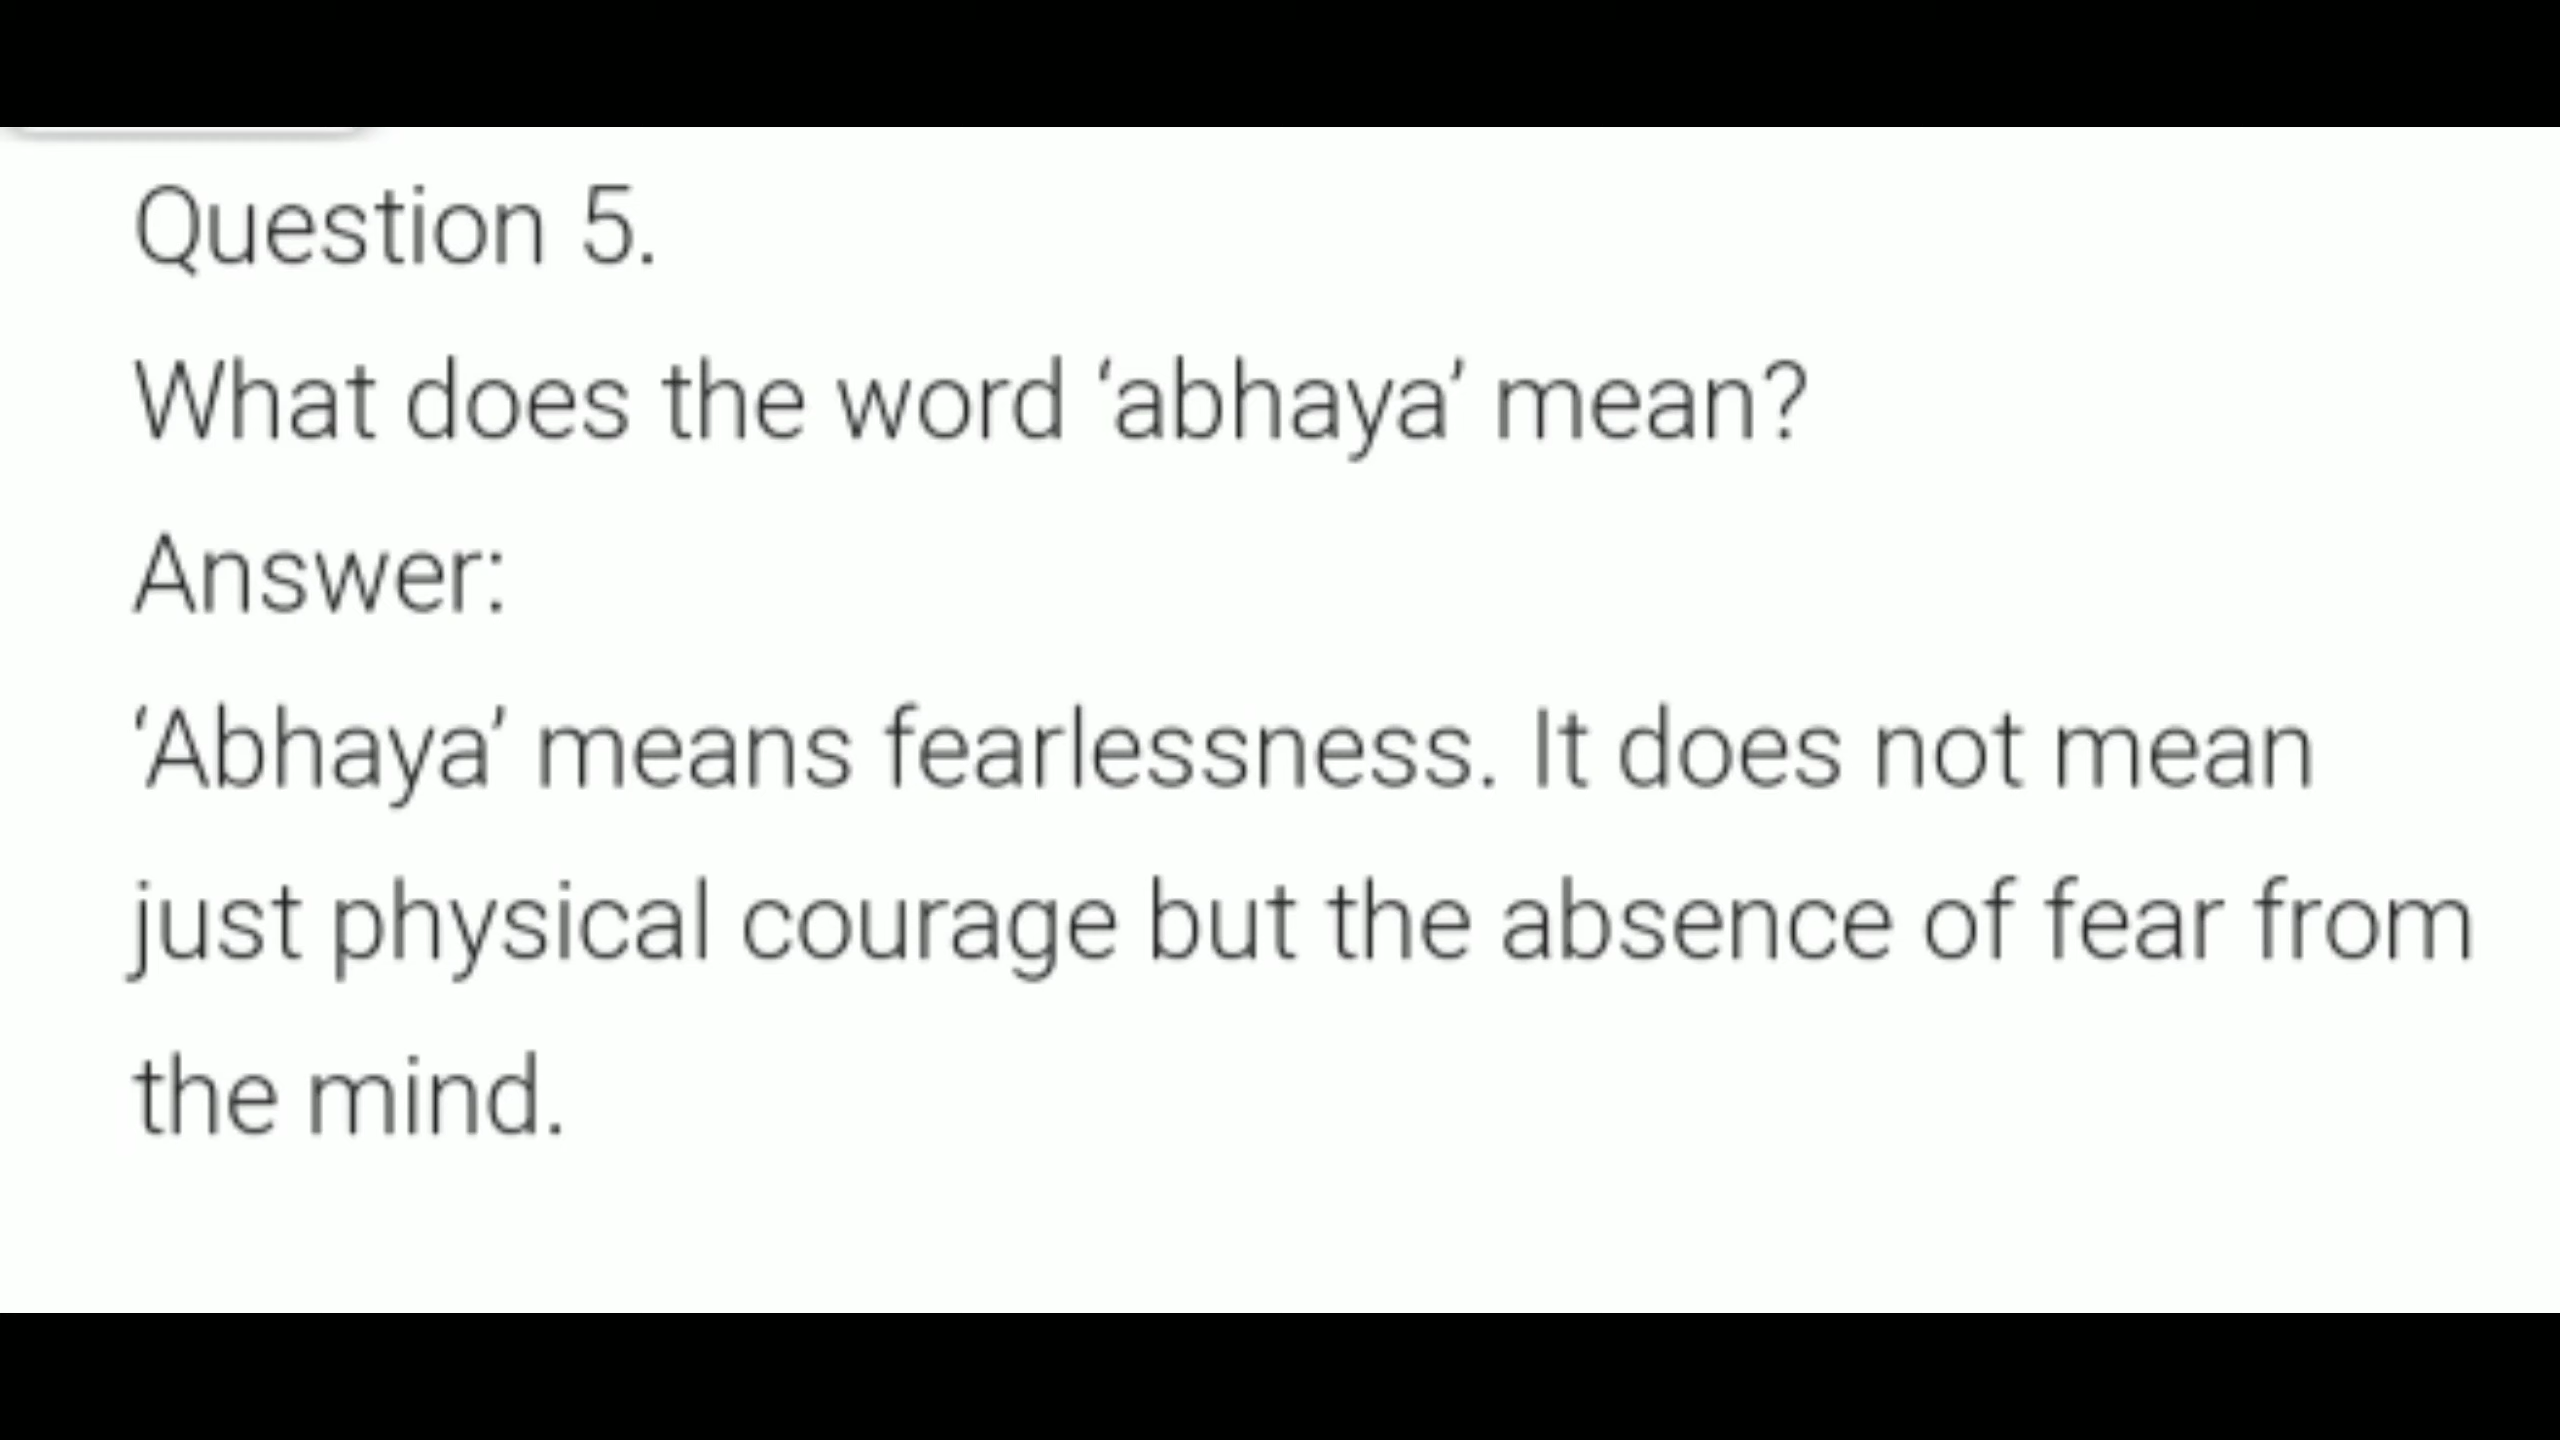 Question 5.
What does the word ‘abhaya’ mean?
Answer:
‘Abhaya’ means fearlessness. It does not mean
just physical courage but the absence of fear from
the mind.